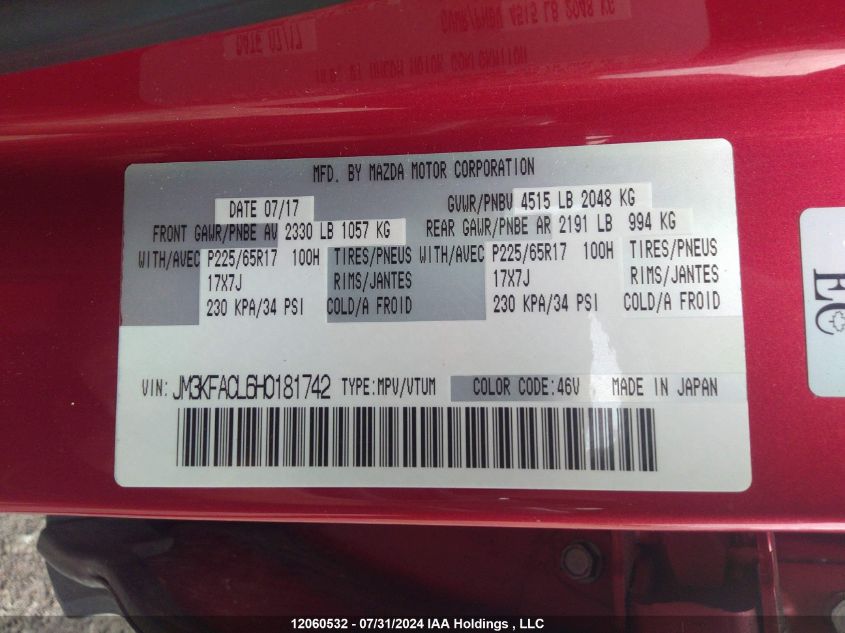 MFD. BY MAZDA MOTOR CORPORATION
DATE 07/17 GVWR/PNBV 4515 LB 2048 KG
FRONT GAWR/PNBE AV 2330 LB 1057 KG REAR GAWR/PNBE AR 2191 LB 994 KG
WITH/AVEC P225/65R17 100H TIRES/PNEUS WITH/AVEC P225/65R17 100H TIRES/PNEUS
17X7J RIMS/JANTES 17X7J RIMS/JANTES
230 KPA/34 PSI COLD/A FROID 230 KPA/34 PSI COLD/A FROID
VIN: JM3KFACL6H0181742 TYPE:MPV/VTUM COLOR CODE:46V MADE IN JAPAN
EC
12060532 - 07/31/2024 IAA Holdings , LLC